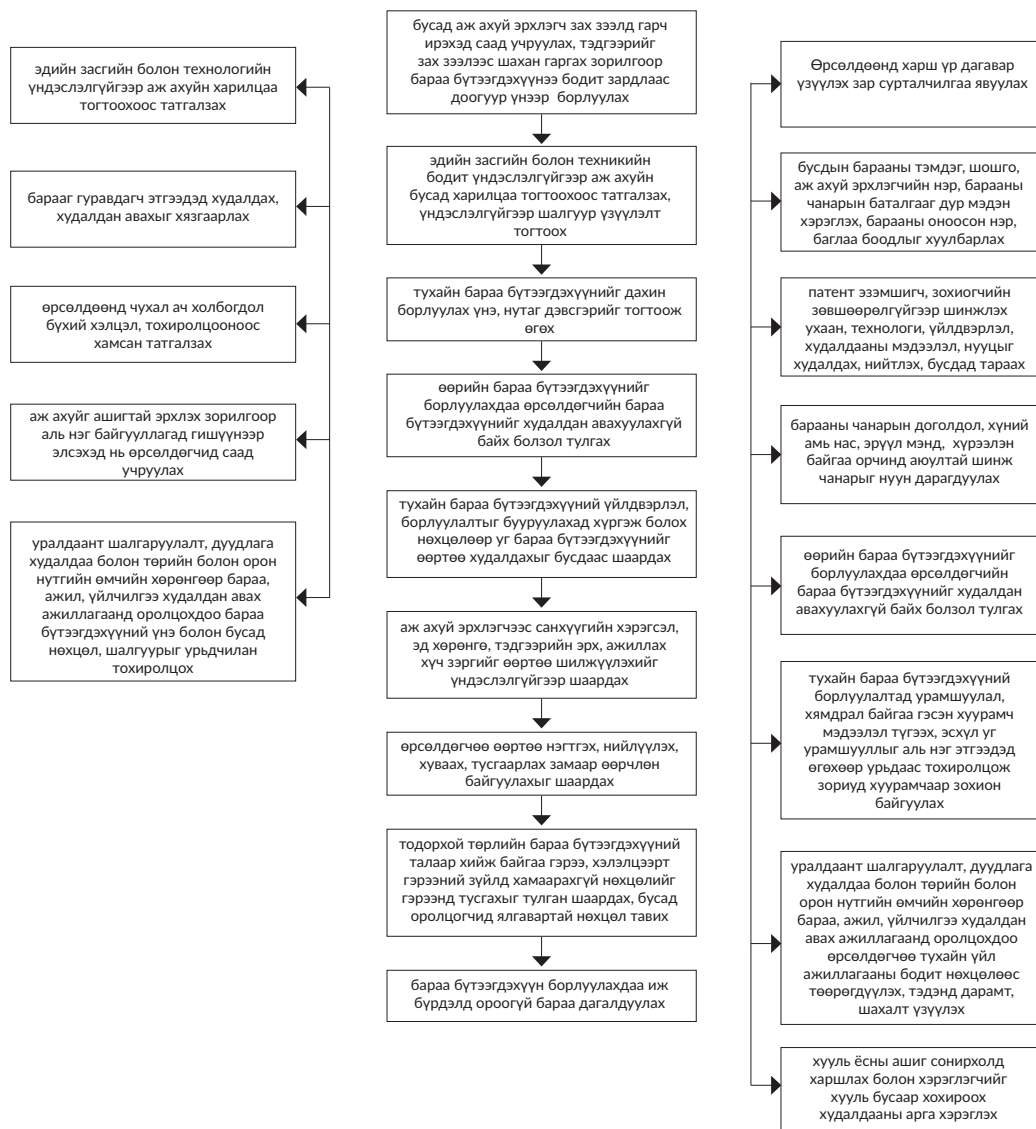 эдийн засгийн болон технологийн
үндэслэлгүйгээр аж ахуйн харилцаа
тогтоохоос татгалзах
барааг гуравдагч этгээдэд худалдах,
худалдан авахыг хязгаарлах
өрсөлдөөнд чухал ач холбогдол
бүхий хэлцэл, тохиролцооноос
хамсан татгалзах
аж ахуйг ашигтай эрхлэх зорилгоор
аль нэг байгууллагад гишүүнээр
элсэхэд нь өрсөлдөгчид саад
учруулах
уралдаант шалгаруулалт, дуудлага
худалдаа болон төрийн болон орон
нутгийн өмчийн хөрөнгөөр бараа,
ажил, үйлчилгээ худалдан авах
ажиллагаанд оролцохдоо бараа
бүтээгдэхүүний үнэ болон бусад
нөхцөл, шалгуурыг урьдчилан
тохиролцох
бусад аж ахуй эрхлэгч зах зээлд гарч
ирэхэд саад учруулах, тэдгээрийг
зах зээлээс шахан гаргах зорилгоор
бараа бүтээгдэхүүнээ бодит зардлаас
доогуур үнээр борлуулах
эдийн засгийн болон техникийн
бодит үндэслэлгүйгээр аж ахуйн
бусад харилцаа тогтоохоос татгалзах,
үндэслэлгүйгээр шалгуур үзүүлэлт
тогтоох
тухайн бараа бүтээгдэхүүнийг дахин
борлуулах үнэ, нутаг дэвсгэрийг тогтоож
өгөх
өөрийн бараа бүтээгдэхүүнийг
борлуулахдаа өрсөлдөгчийн бараа
бүтээгдэхүүнийг худалдан авахуулахгүй
байх болзол тулгах
тухайн бараа бүтээгдэхүүний үйлдвэрлэл,
борлуулалтыг бууруулахад хүргэж болох
нөхцөлөөр уг бараа бүтээгдэхүүнийг
өөртөө худалдахыг бусдаас шаардах
аж ахуй эрхлэгчээс санхүүгийн хэрэгсэл,
эд хөрөнгө, тэдгээрийн эрх, ажиллах
хүч зэргийг өөртөө шилжүүлэхийг
үндэслэлгүйгээр шаардах
өрсөлдөгчөө өөртөө нэгтгэх, нийлүүлэх,
хуваах, тусгаарлах замаар өөрчлөн
байгуулахыг шаардах
тодорхой төрлийн бараа бүтээгдэхүүний
талаар хийж байгаа гэрээ, хэлэлцээрт
гэрээний зүйлд хамаарахгүй нөхцөлийг
гэрээнд тусгахыг тулган шаардах, бусад
оролцогчид ялгавартай нөхцөл тавих
бараа бүтээгдэхүүн борлуулахдаа иж
бүрдэлд ороогүй бараа дагалдуулах
Өрсөлдөөнд харш үр дагавар
үзүүлэх зар сурталчилгаа явуулах
бусдын барааны тэмдэг, шошго,
аж ахуй эрхлэгчийн нэр, барааны
чанарын баталгааг дур мэдэн
хэрэглэх, барааны оноосон нэр,
баглаа боодлыг хуулбарлах
патент эзэмшигч, зохиогчийн
зөвшөөрөлгүйгээр шинжлэх
ухаан, технологи, үйлдвэрлэл,
худалдааны мэдээлэл, нууцыг
худалдах, нийтлэх, бусдад тараах
барааны чанарын доголдол, хүний
амь нас, эрүүл мэнд, хүрээлэн
байгаа орчинд аюултай шинж
чанарыг нуун дарагдуулах
өөрийн бараа бүтээгдэхүүнийг
борлуулахдаа өрсөлдөгчийн
бараа бүтээгдэхүүнийг худалдан
авахуулахгүй байх болзол тулгах
тухайн бараа бүтээгдэхүүний
борлуулалтад урамшуулал,
хямдрал байгаа гэсэн хуурамч
мэдээлэл түгээх, эсхүл уг
урамшууллыг аль нэг этгээдэд
өгөхөөр урьдаас тохиролцож
зориуд хуурамчаар зохион
байгуулах
уралдаант шалгаруулалт, дуудлага
худалдаа болон төрийн болон
орон нутгийн өмчийн хөрөнгөөр
бараа, ажил, үйлчилгээ худалдан
авах ажиллагаанд оролцохдоо
өрсөлдөгчөө тухайн үйл
ажиллагааны бодит нөхцөлөөс
төөрөгдүүлэх, тэдэнд дарамт,
шахалт үзүүлэх
хууль ёсны ашиг сонирхолд
харшлах болон хэрэглэгчийг
хууль бусаар хохироох
худалдааны арга хэрэглэх